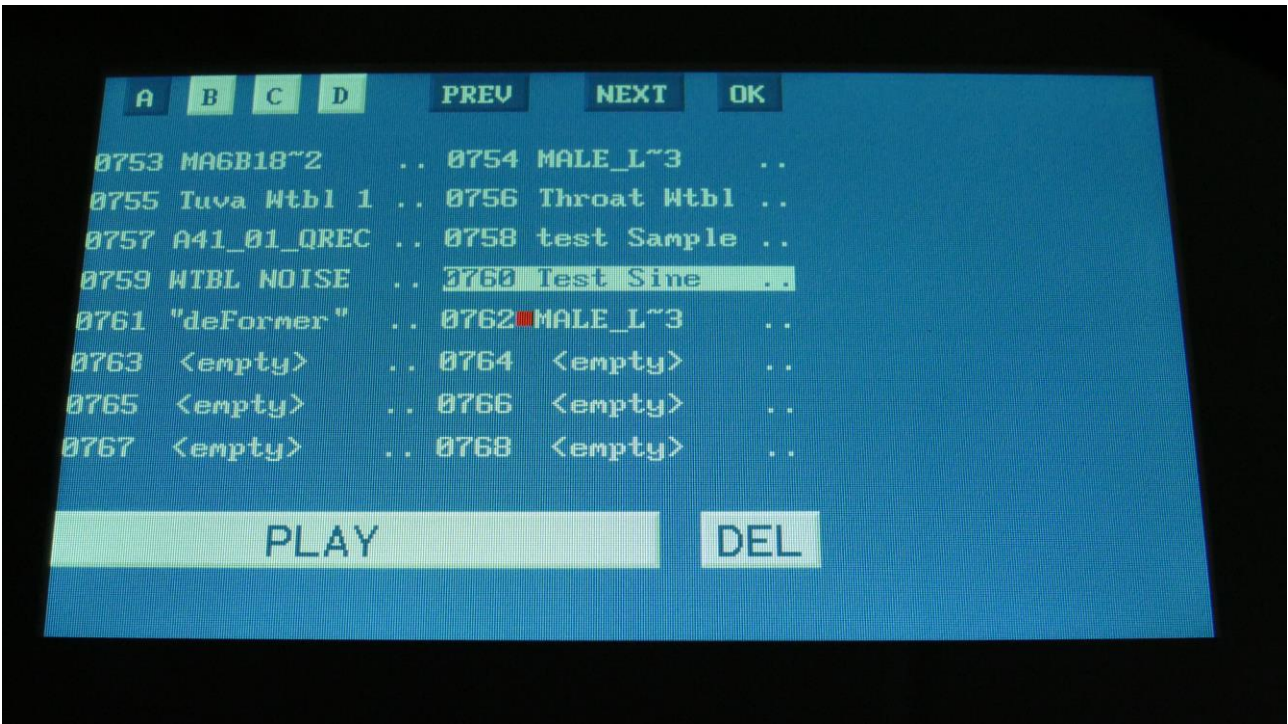 A B C D PREV NEXT OK
0753 MA6B18~2 .. 0754 MALE_L~3 ..
0755 Tuva Wtbl 1 .. 0756 Throat Wtbl ..
0757 A41_01_QREC .. 0758 test Sample ..
0759 WTBL NOISE .. 0760 Test Sine ..
0761 "deFormer" .. 0762 MALE_L~3 ..
0763 <empty> .. 0764 <empty> ..
0765 <empty> .. 0766 <empty> ..
0767 <empty> .. 0768 <empty> ..
PLAY DEL